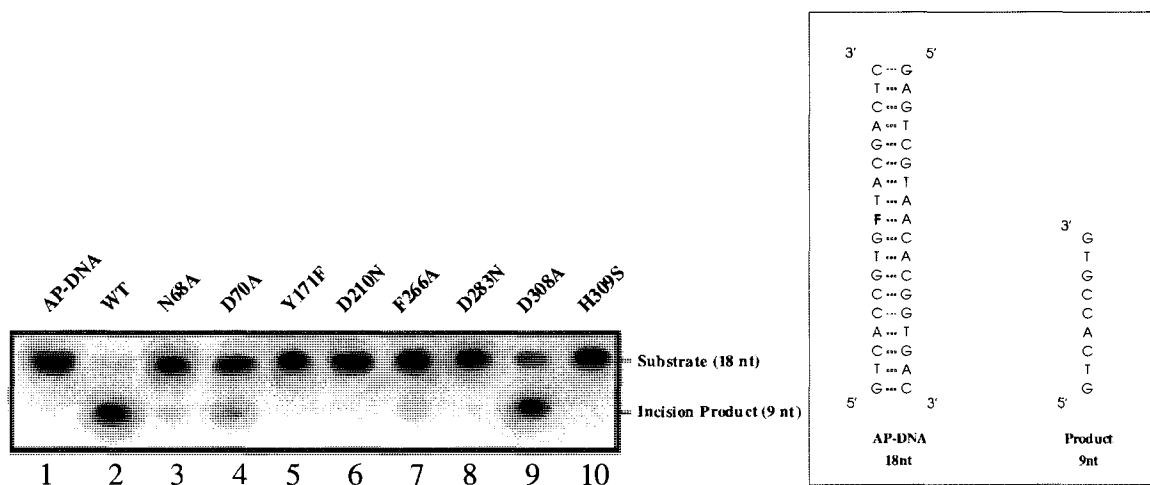 AP-DNA WT N68A D70A Y171F D210N F266A D283N D308A H309S
Substrate (18 nt)
Incision Product (9 nt)
1 2 3 4 5 6 7 8 9 10
3' 5'
C G
T A
C G
A T
G C
C G
A T
T A
F A
G C
T A
G C
C G
C G
A T
C G
T A
G C
5' 3'
AP-DNA
18nt
3'
G
T
G
C
C
A
C
T
G
5'
Product
9nt